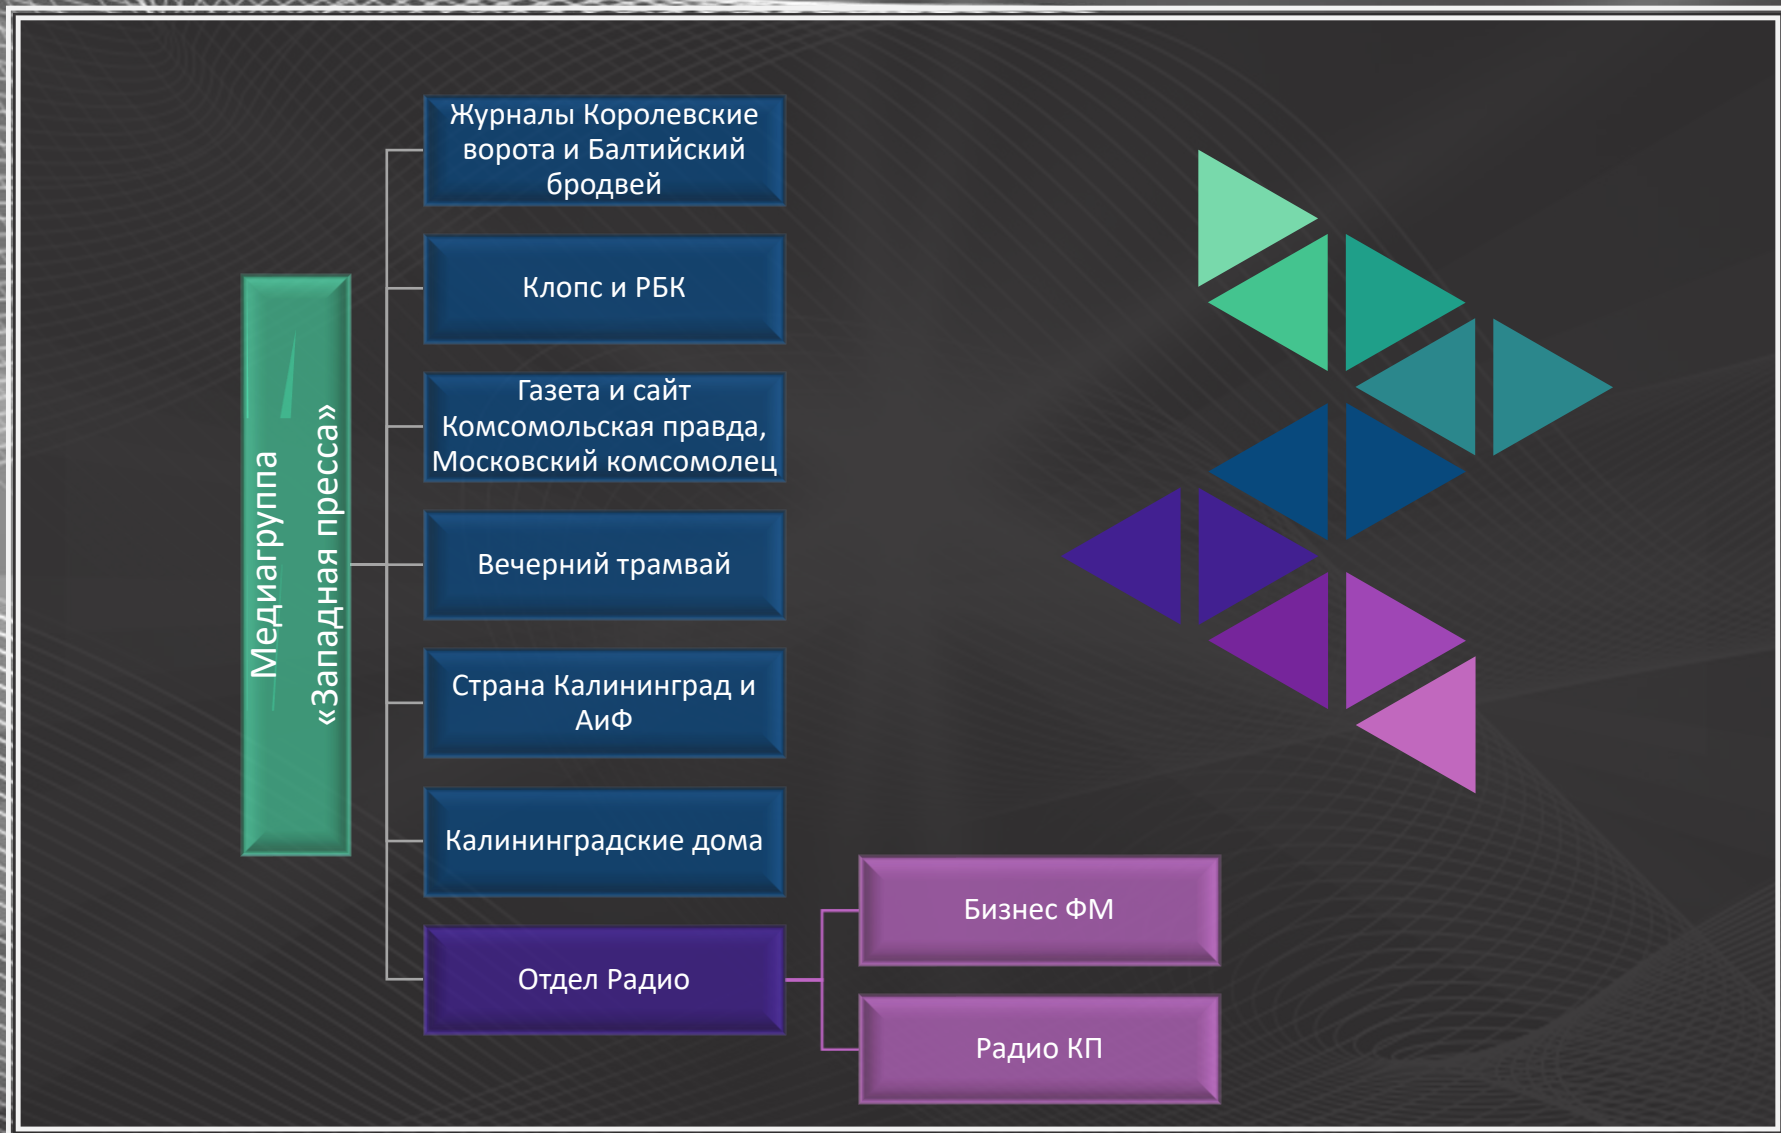 Медиагруппа
«Западная пресса»
Журналы Королевские
ворота и Балтийский
бродвей
Клопс и РБК
Газета и сайт
Комсомольская правда,
Московский комсомолец
Вечерний трамвай
Страна Калининград и
АиФ
Калининградские дома
Отдел Радио
Бизнес ФМ
Радио КП